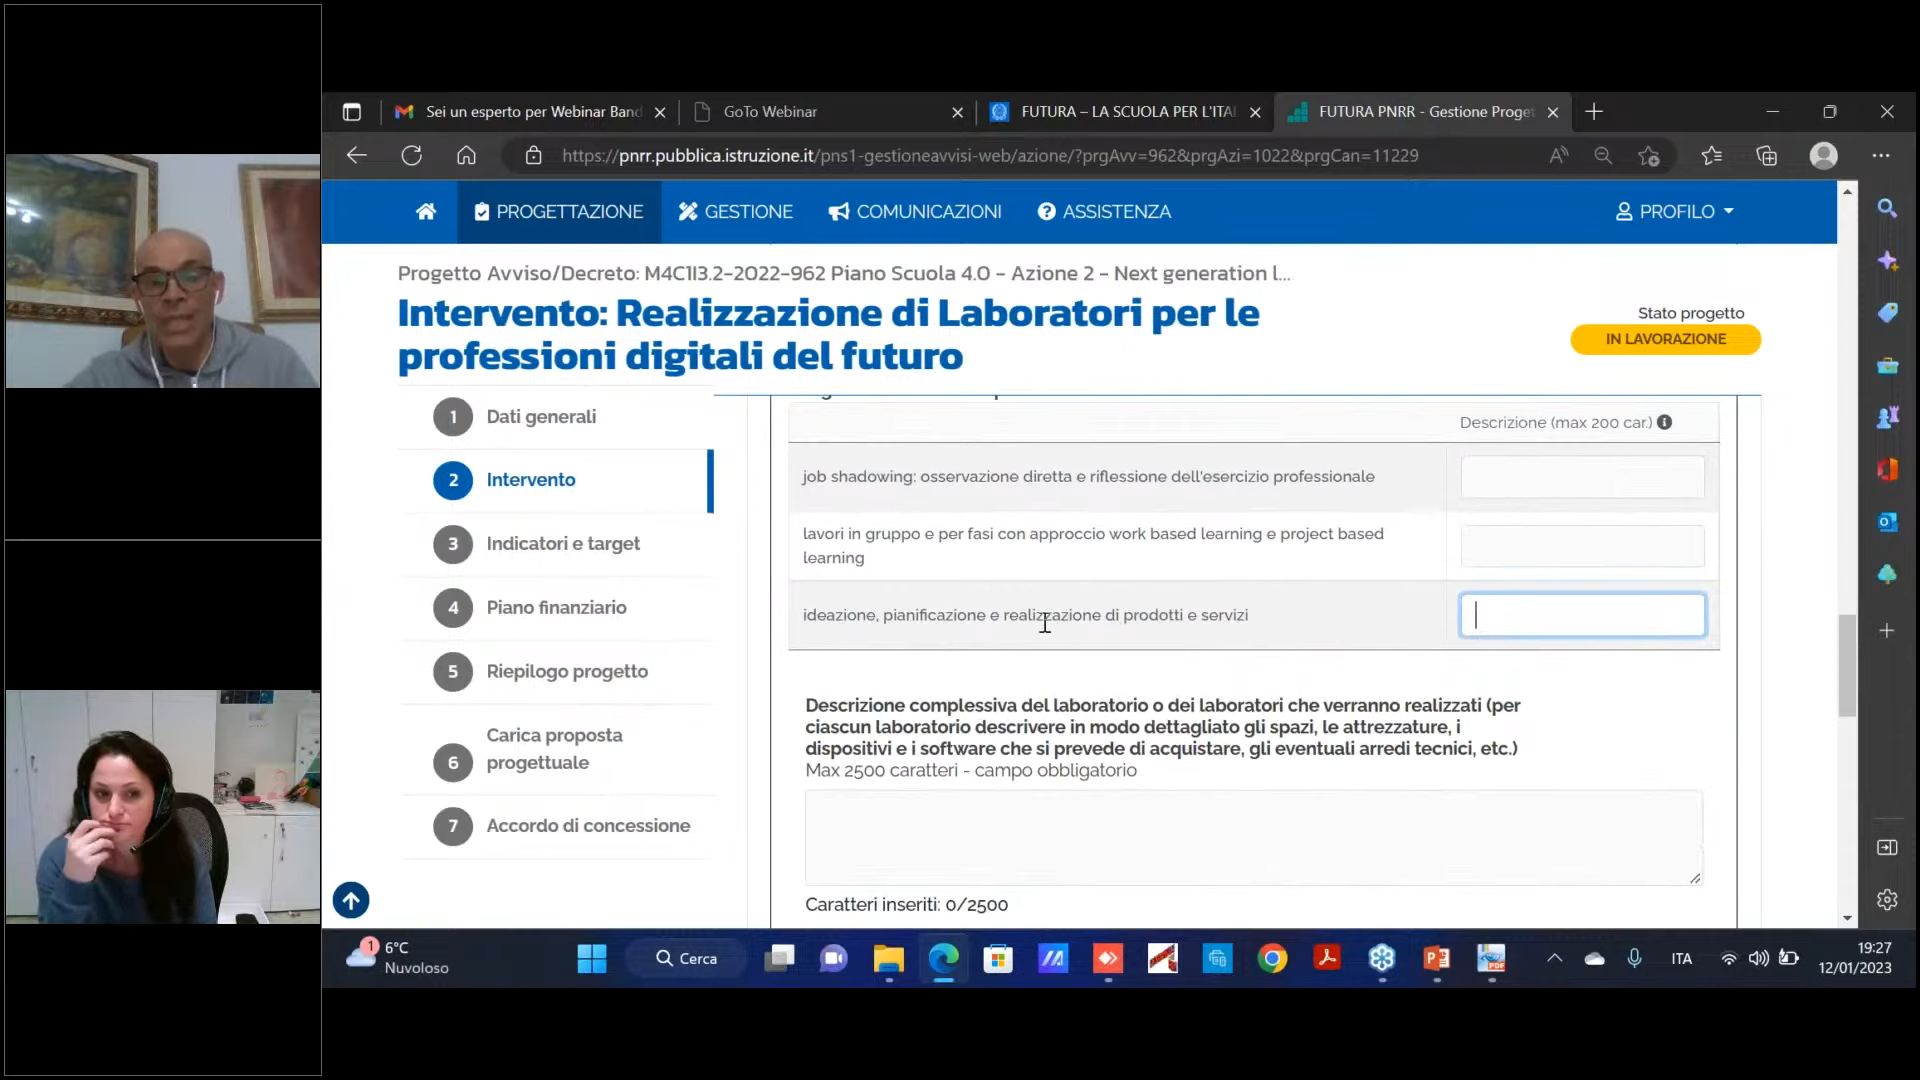 Sei un esperto per Webinar Band
GoTo Webinar
FUTURA – LA SCUOLA PER L'ITAL
FUTURA PNRR - Gestione Proget
https://pnrr.pubblica.istruzione.it/pns1-gestioneavvisi-web/azione/?prgAvv=962&prgAzi=1022&prgCan=11229
PROGETTAZIONE
GESTIONE
COMUNICAZIONI
ASSISTENZA
PROFILO
Progetto Avviso/Decreto: M4C1I3.2-2022-962 Piano Scuola 4.0 - Azione 2 - Next generation l...
Intervento: Realizzazione di Laboratori per le
professioni digitali del futuro
Stato progetto
IN LAVORAZIONE
1 Dati generali
2 Intervento
3 Indicatori e target
4 Piano finanziario
5 Riepilogo progetto
6 Carica proposta
progettuale
7 Accordo di concessione
Descrizione (max 200 car.)
job shadowing: osservazione diretta e riflessione dell'esercizio professionale
lavori in gruppo e per fasi con approccio work based learning e project based
learning
ideazione, pianificazione e realizzazione di prodotti e servizi
Descrizione complessiva del laboratorio o dei laboratori che verranno realizzati (per
ciascun laboratorio descrivere in modo dettagliato gli spazi, le attrezzature, i
dispositivi e i software che si prevede di acquistare, gli eventuali arredi tecnici, etc.)
Max 2500 caratteri - campo obbligatorio
Caratteri inseriti: 0/2500
1
6°C
Nuvoloso
Cerca
ITA
19:27
12/01/2023